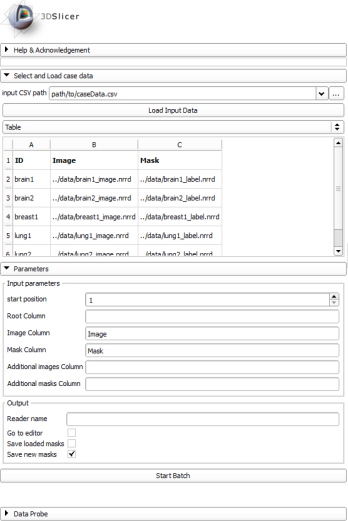 3DSlicer
Help & Acknowledgement
Select and Load case data
input CSV path path/to/caseData.csv ...
Load Input Data
Table
A B C
1 ID Image Mask
2 brain1 ../data/brain1_image.nrrd ../data/brain1_label.nrrd
3 brain2 ../data/brain2_image.nrrd ../data/brain2_label.nrrd
4 breast1 ../data/breast1_image.nrrd ../data/breast1_label.nrrd
5 lung1 ../data/lung1_image.nrrd ../data/lung1_label.nrrd
6 lung2 ../data/lung2_image.nrrd ../data/lung2_label.nrrd
Parameters
Input parameters
start position 1
Root Column
Image Column Image
Mask Column Mask
Additional images Column
Additional masks Column
Output
Reader name
Go to editor
Save loaded masks
Save new masks
Start Batch
Data Probe